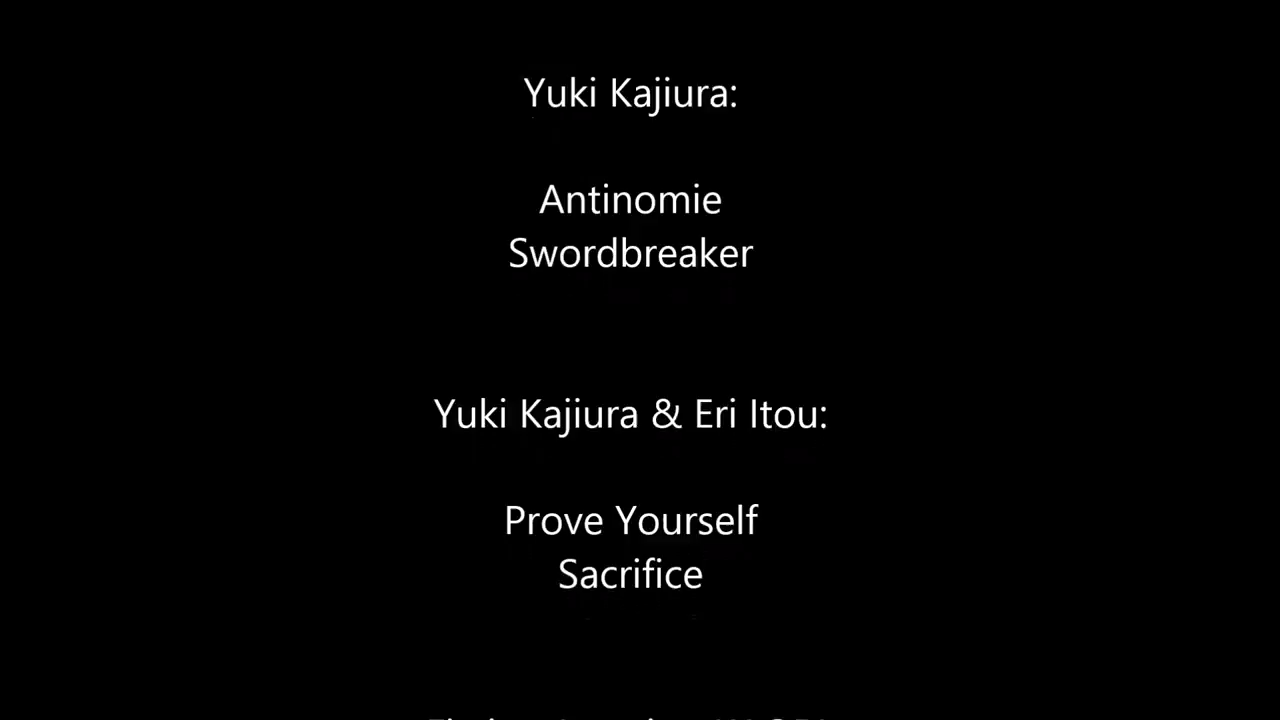 Yuki Kajiura:
Antinomie
Swordbreaker
Yuki Kajiura & Eri Itou:
Prove Yourself
Sacrifice